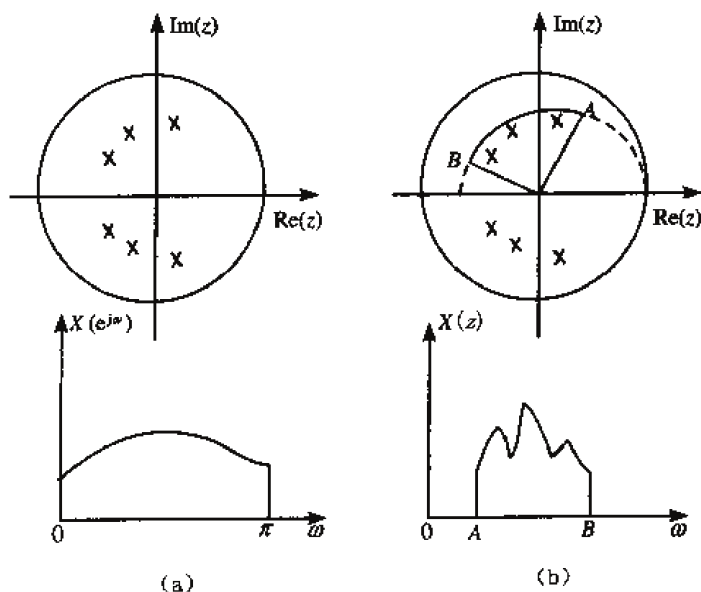 Im(z)
Re(z)
X(e^{jω})
0
π
ω
(a)
Im(z)
A
B
Re(z)
X(z)
0
A
B
ω
(b)